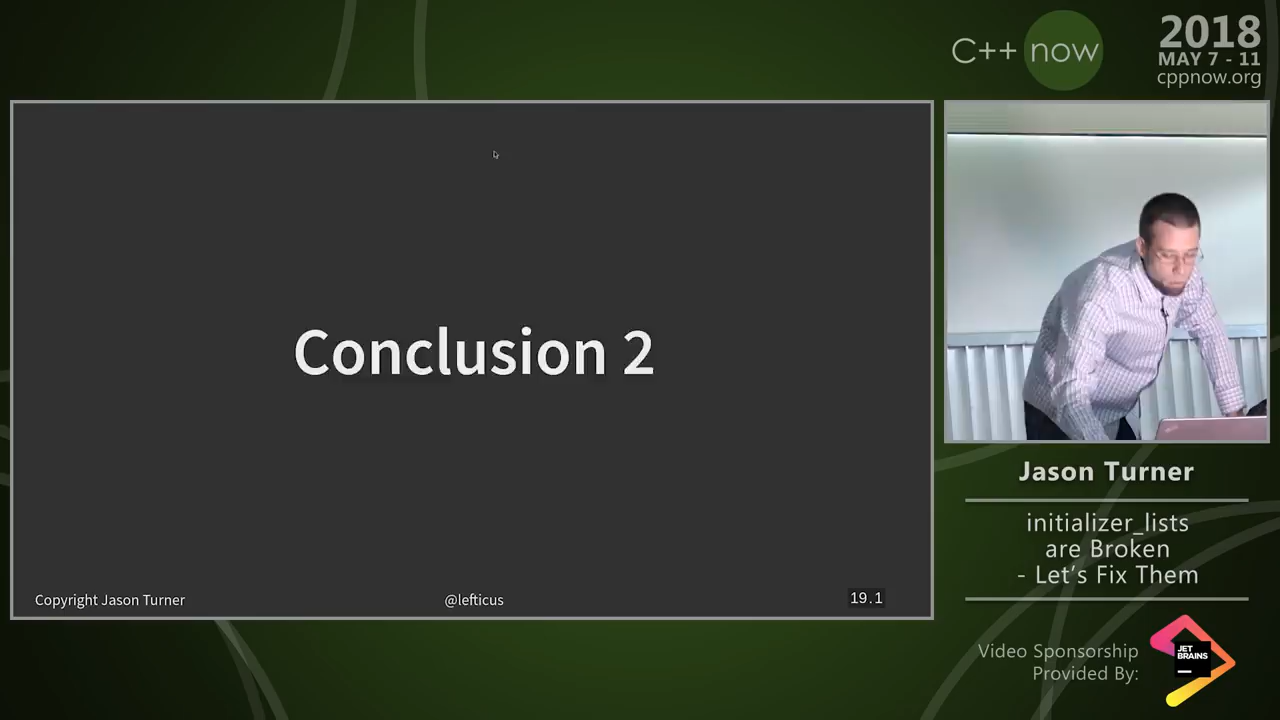 C++ now
2018
MAY 7 - 11
cppnow.org
Conclusion 2
Copyright Jason Turner
@lefticus
19.1
Jason Turner
initializer_lists
are Broken
- Let's Fix Them
Video Sponsorship
Provided By:
JET
BRAINS